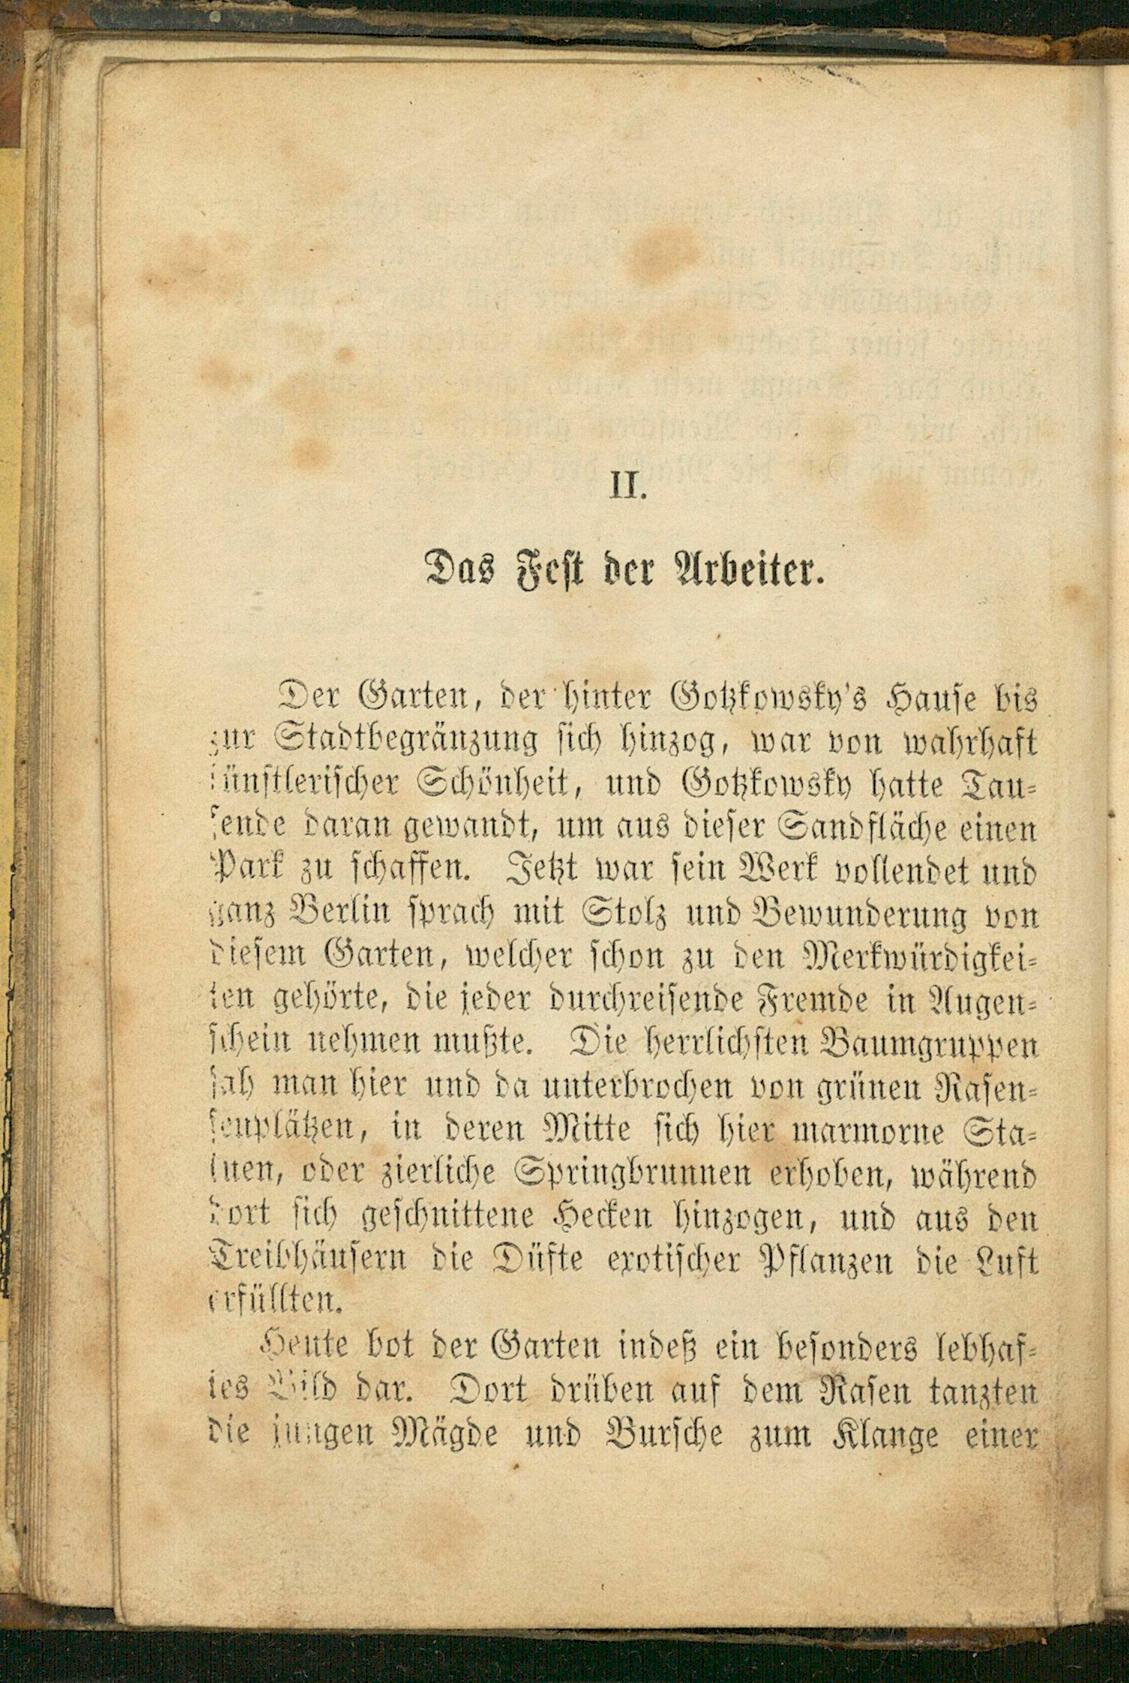 II.
Das Fest der Arbeiter.
Der Garten, der hinter Gotzkowsky's Hause bis
zur Stadtbegränzung sich hinzog, war von wahrhaft
künstlerischer Schönheit, und Gotzkowsky hatte Tau-
sende daran gewandt, um aus dieser Sandfläche einen
Park zu schaffen. Jetzt war sein Werk vollendet und
ganz Berlin sprach mit Stolz und Bewunderung von
diesem Garten, welcher schon zu den Merkwürdigkei-
ten gehörte, die jeder durchreisende Fremde in Augen-
schein nehmen mußte. Die herrlichsten Baumgruppen
sah man hier und da unterbrochen von grünen Rasen-
senplätzen, in deren Mitte sich hier marmorne Sta-
tuen, oder zierliche Springbrunnen erhoben, während
dort sich geschnittene Hecken hinzogen, und aus den
Treibhäusern die Düfte exotischer Pflanzen die Luft
erfüllten.
Heute bot der Garten indeß ein besonders lebhaf-
tes Bild dar. Dort drüben auf dem Rasen tanzten
die jungen Mägde und Bursche zum Klange einer